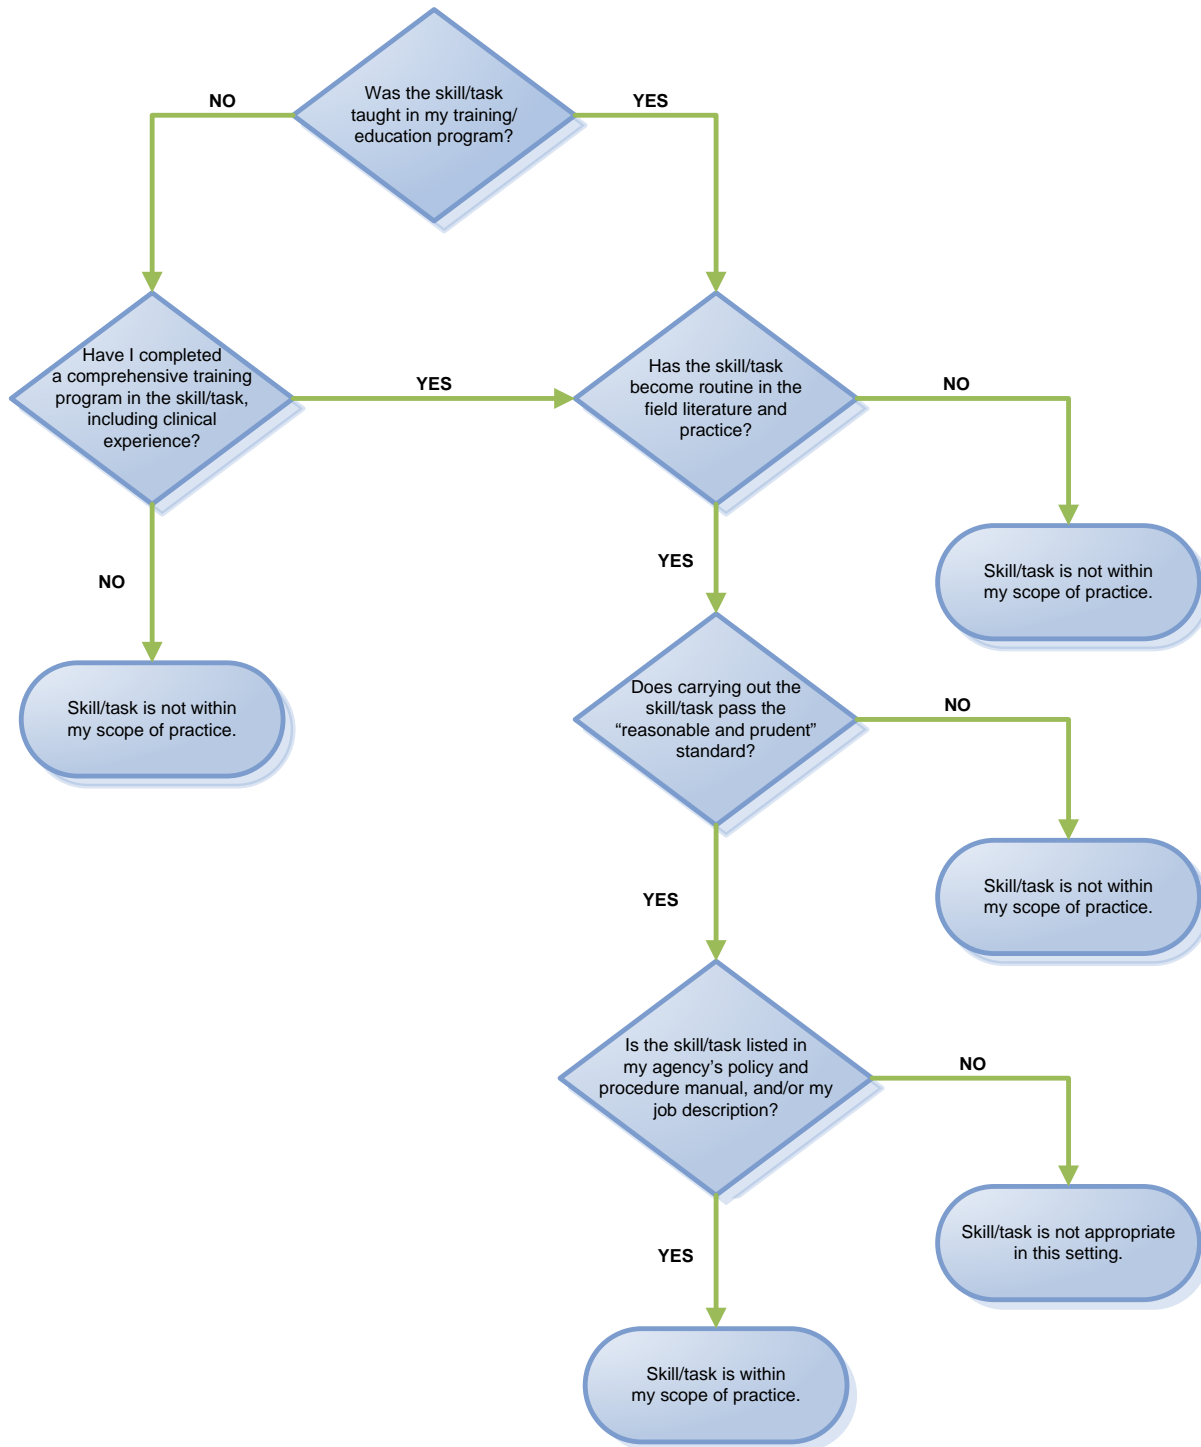 Was the skill/task
taught in my training/
education program?
NO
YES
Have I completed
a comprehensive training
program in the skill/task,
including clinical
experience?
YES
Has the skill/task
become routine in the
field literature and
practice?
NO
NO
Skill/task is not within
my scope of practice.
YES
Skill/task is not within
my scope of practice.
Does carrying out the
skill/task pass the
“reasonable and prudent”
standard?
NO
Skill/task is not within
my scope of practice.
YES
Is the skill/task listed in
my agency’s policy and
procedure manual, and/or my
job description?
NO
Skill/task is not appropriate
in this setting.
YES
Skill/task is within
my scope of practice.